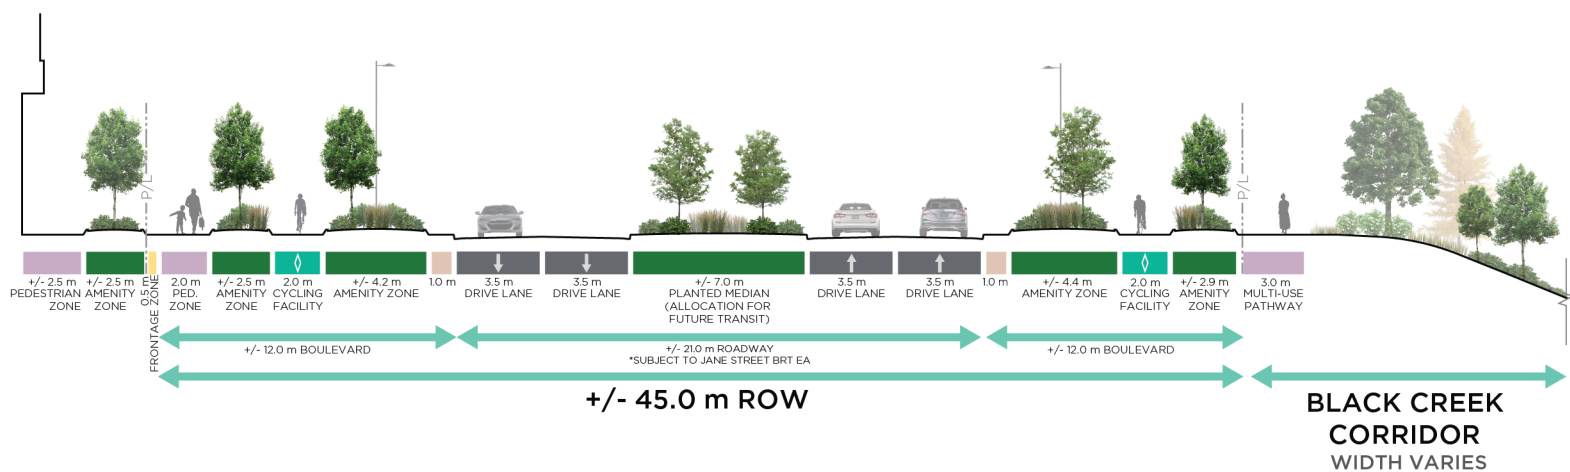 P/L
P/L
+/- 2.5 m
PEDESTRIAN
ZONE
+/- 2.5 m
AMENITY
ZONE
0.5 m
FRONTAGE ZONE
2.0 m
PED.
ZONE
+/- 2.5 m
AMENITY
ZONE
2.0 m
CYCLING
FACILITY
+/- 4.2 m
AMENITY ZONE
1.0 m
3.5 m
DRIVE LANE
3.5 m
DRIVE LANE
+/- 7.0 m
PLANTED MEDIAN
(ALLOCATION FOR
FUTURE TRANSIT)
3.5 m
DRIVE LANE
3.5 m
DRIVE LANE
1.0 m
+/- 4.4 m
AMENITY ZONE
2.0 m
CYCLING
FACILITY
+/- 2.9 m
AMENITY
ZONE
3.0 m
MULTI-USE
PATHWAY
+/- 12.0 m BOULEVARD
+/- 21.0 m ROADWAY
*SUBJECT TO JANE STREET BRT EA
+/- 12.0 m BOULEVARD
+/- 45.0 m ROW
BLACK CREEK
CORRIDOR
WIDTH VARIES